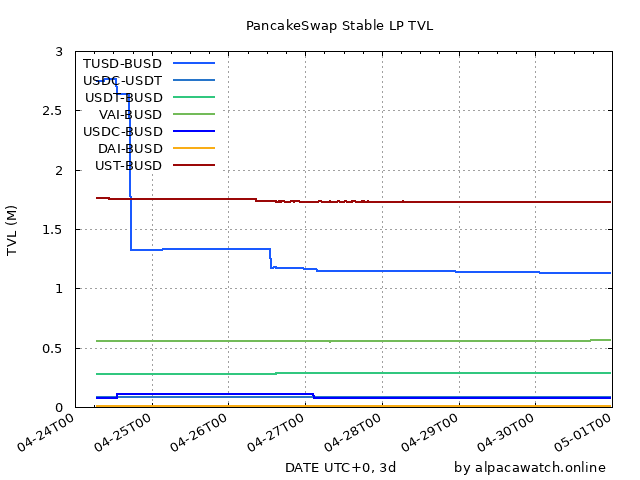 PancakeSwap Stable LP TVL
TVL (M)
3
2.5
2
1.5
1
0.5
0
TUSD-BUSD
USDC-USDT
USDT-BUSD
VAI-BUSD
USDC-BUSD
DAI-BUSD
UST-BUSD
04-24T00
04-25T00
04-26T00
04-27T00
04-28T00
04-29T00
04-30T00
05-01T00
DATE UTC+0, 3d
by alpacawatch.online